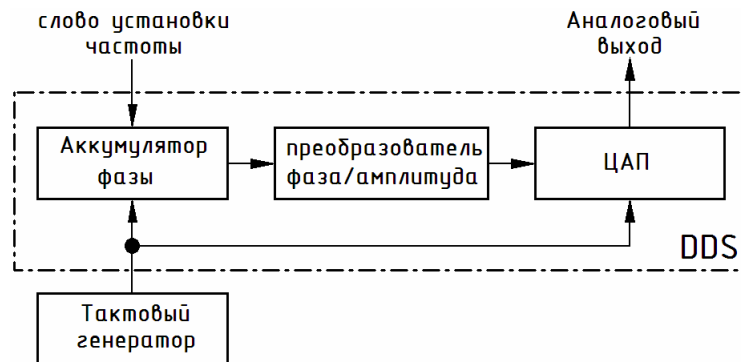 слово установки
частоты
Аналоговый
выход
Аккумулятор
фазы
преобразователь
фаза/амплитуда
ЦАП
DDS
Тактовый
генератор